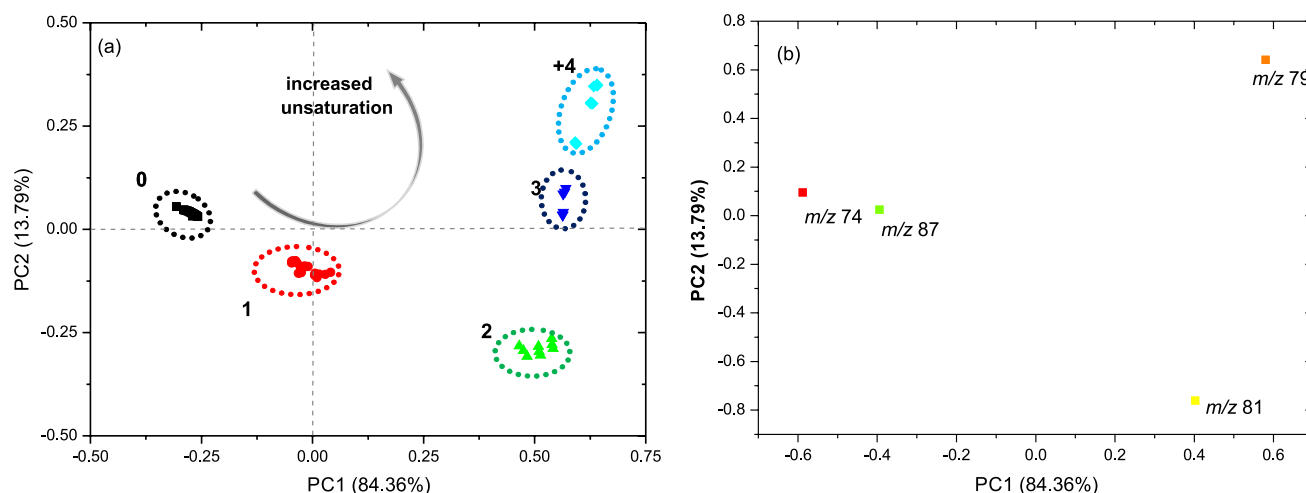 (a)
0.50
0.25
0.00
-0.25
-0.50
PC2 (13.79%)
increased
unsaturation
+4
3
0
1
2
-0.50
-0.25
0.00
0.25
0.50
0.75
PC1 (84.36%)
(b)
0.8
0.6
0.4
0.2
0.0
-0.2
-0.4
-0.6
-0.8
PC2 (13.79%)
m/z 79
m/z 74
m/z 87
m/z 81
-0.6
-0.4
-0.2
0.0
0.2
0.4
0.6
PC1 (84.36%)